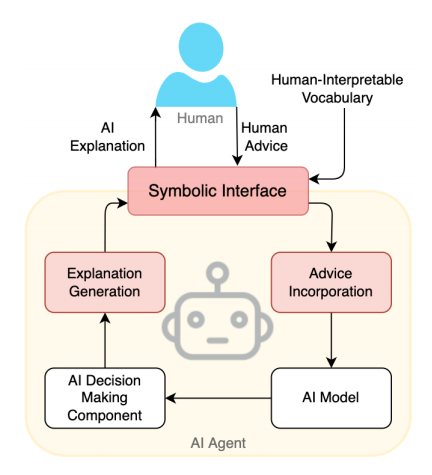 Human-Interpretable
Vocabulary
Human
AI
Explanation
Human
Advice
Symbolic Interface
Explanation
Generation
Advice
Incorporation
AI Decision
Making
Component
AI Model
AI Agent